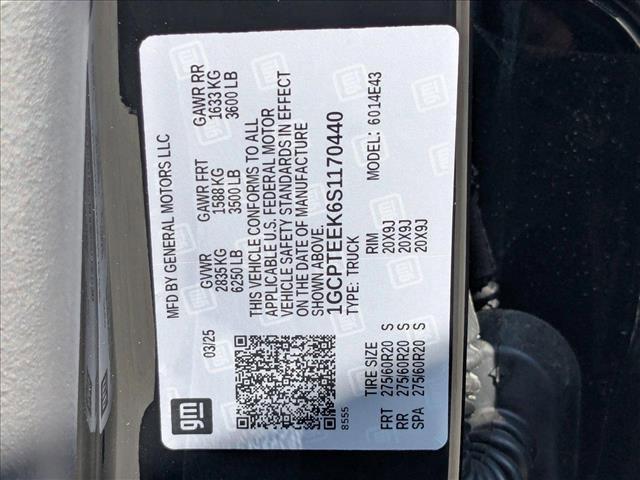 MFD BY GENERAL MOTORS LLC
03/25
GVWR GAWR FRT GAWR RR
2835 KG 1588 KG 1633 KG
6250 LB 3500 LB 3600 LB
THIS VEHICLE CONFORMS TO ALL
APPLICABLE U.S. FEDERAL MOTOR
VEHICLE SAFETY STANDARDS IN EFFECT
ON THE DATE OF MANUFACTURE
SHOWN ABOVE.
1GCPTEEK6S1170440
TYPE: TRUCK MODEL: 6014E43
gm
8555
TIRE SIZE RIM
FRT 275/60R20 S 20X9J
RR 275/60R20 S 20X9J
SPA 275/60R20 S 20X9J